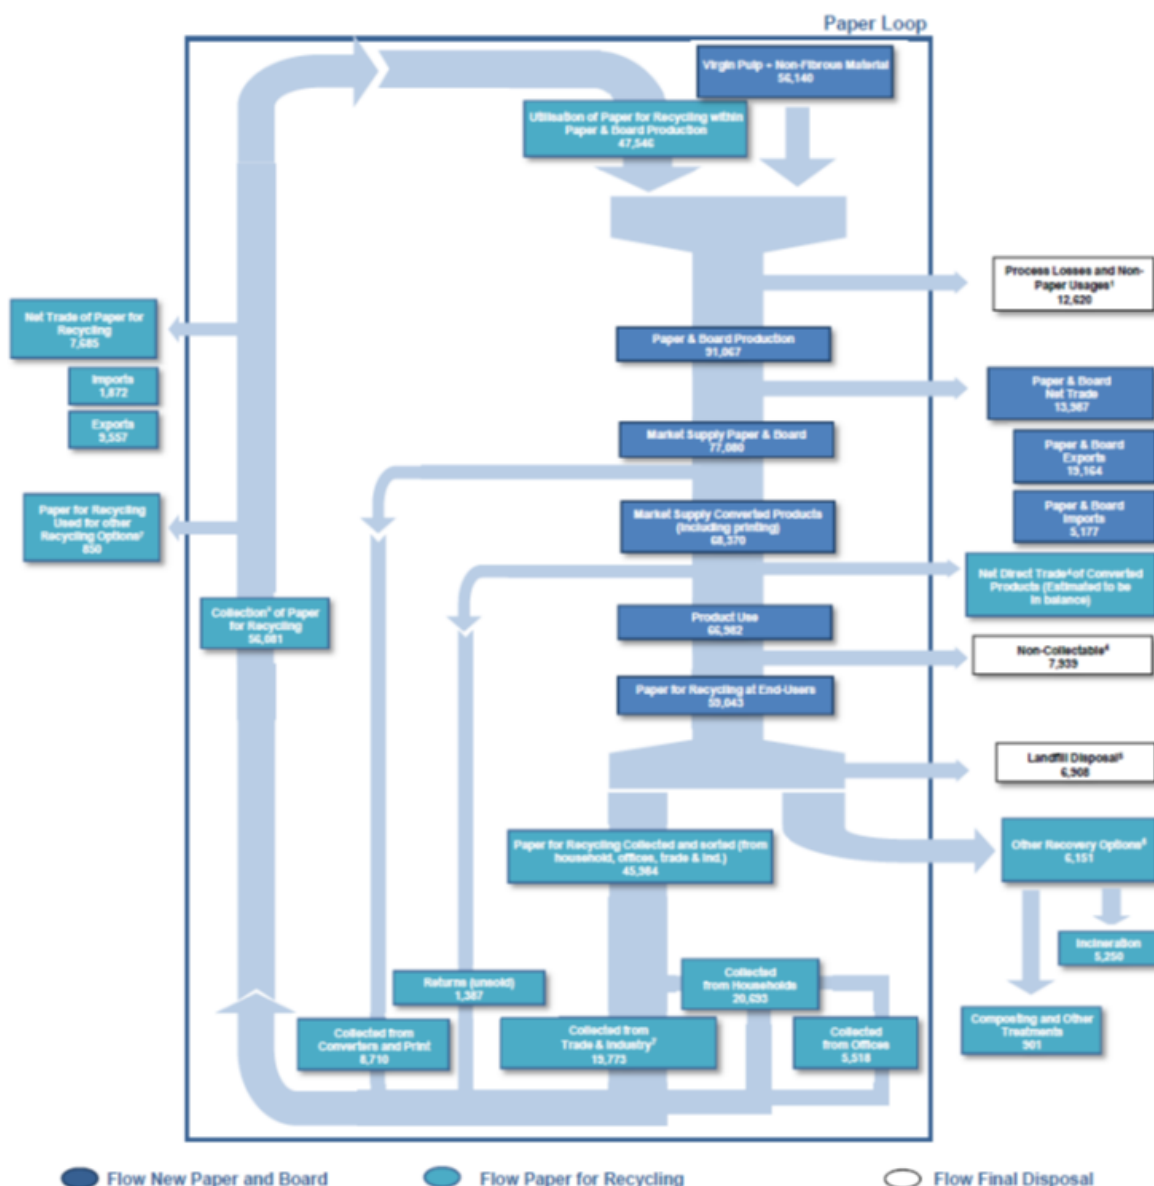 Paper Loop
Virgin Pulp + Non-Fibrous Material
56,140
Utilisation of Paper for Recycling within
Paper & Board Production
47,546
Process Losses and Non-
Paper Usages¹
12,620
Net Trade of Paper for
Recycling
7,685
Imports
1,872
Exports
9,557
Paper & Board Production
91,067
Paper & Board
Net Trade
13,987
Market Supply Paper & Board
77,080
Paper & Board
Exports
19,164
Paper & Board
Imports
5,177
Paper for Recycling
Used for other
Recycling Options
850
Market Supply Converted Products
(including printing)
68,370
Net Direct Trade of Converted
Products (Estimated to be
in balance)
Collection of Paper
for Recycling
56,081
Product Use
66,982
Non-Collectable
7,939
Paper for Recycling at End-Users
59,043
Landfill Disposal
6,908
Paper for Recycling Collected and sorted (from
household, offices, trade & ind.)
45,984
Other Recovery Options
6,151
Incineration
5,250
Returns (unsold)
1,387
Collected
from Households
20,693
Collected from
Converters and Print
8,710
Collected from
Trade & Industry²
19,773
Collected
from Offices
5,518
Composting and Other
Treatments
901
Flow New Paper and Board
Flow Paper for Recycling
Flow Final Disposal